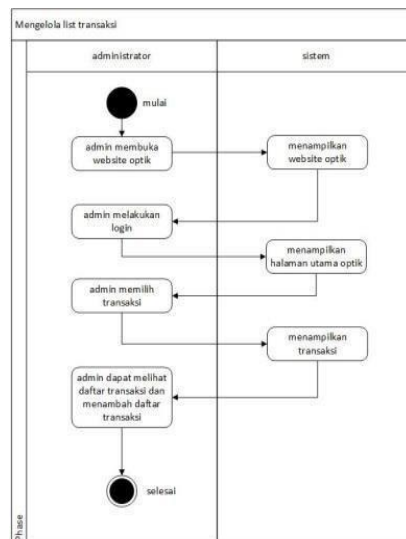 Mengelola list transaksi
administrator
sistem
mulai
admin membuka
website optik
menampilkan
website optik
admin melakukan
login
menampilkan
halaman utama optik
admin memilih
transaksi
menampilkan
transaksi
admin dapat melihat
daftar transaksi dan
menambah daftar
transaksi
selesai
Phase